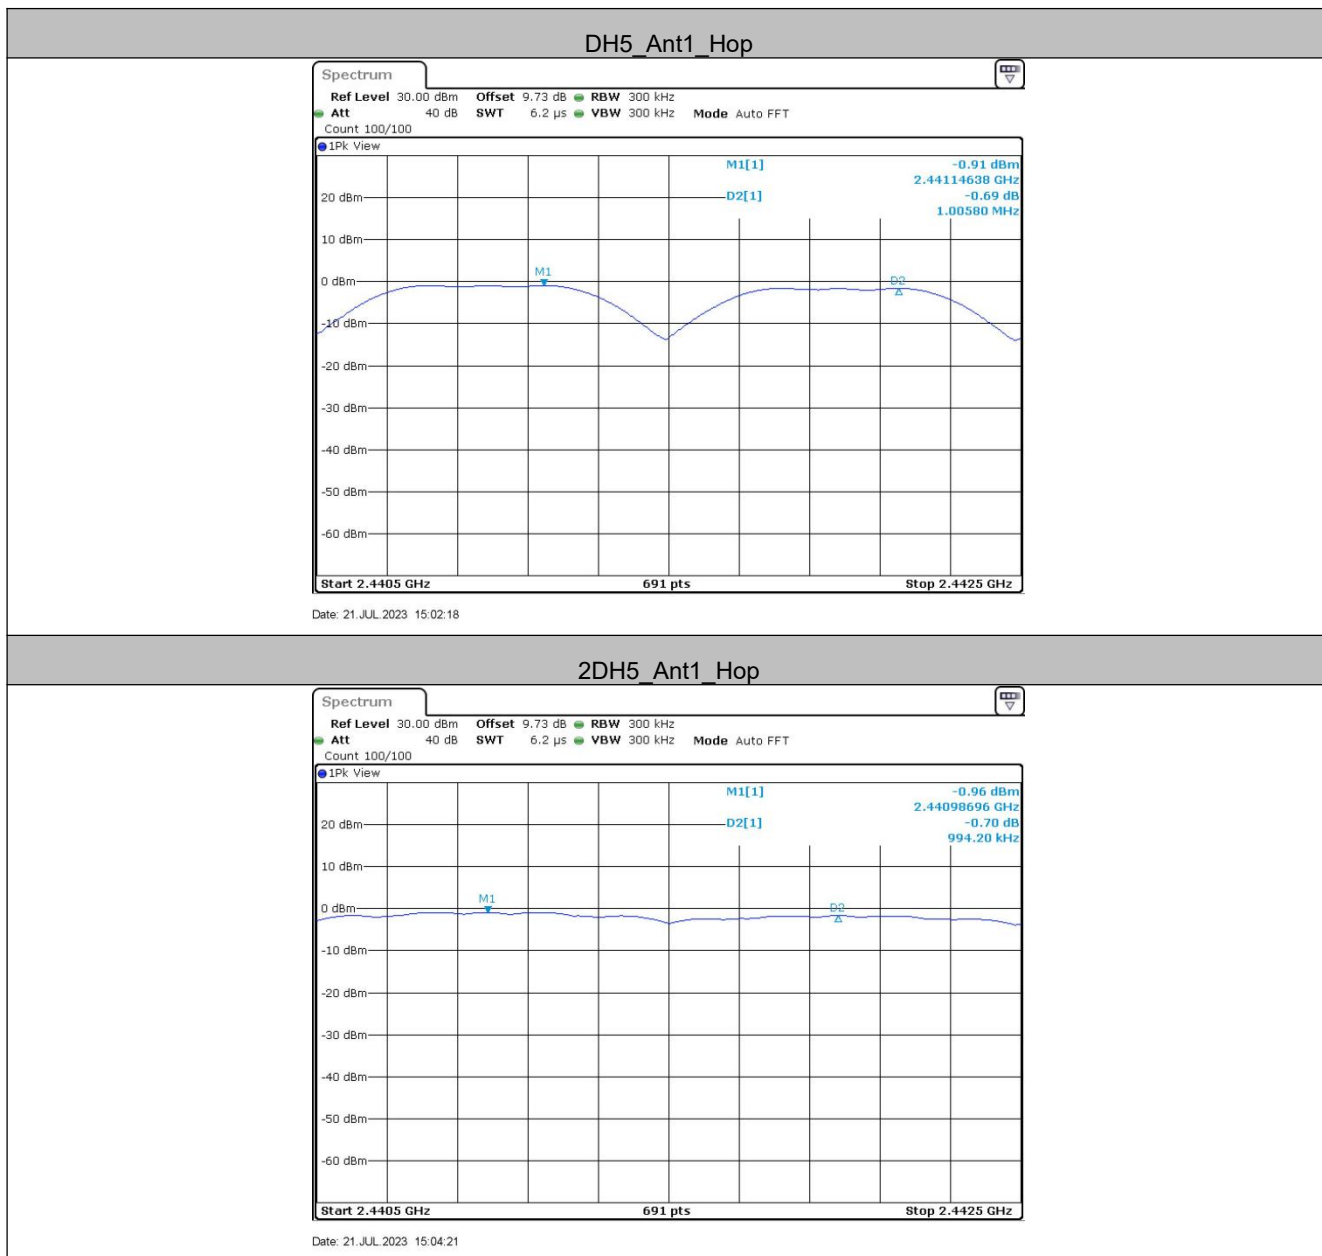 DH5_Ant1_Hop
Spectrum
Ref Level 30.00 dBm Offset 9.73 dB RBW 300 kHz
Att 40 dB SWT 6.2 µs VBW 300 kHz Mode Auto FFT
Count 100/100
1Pk View
M1[1] -0.91 dBm
2.44114638 GHz
20 dBm D2[1] -0.69 dB
1.00580 MHz
10 dBm
M1
0 dBm D2
-10 dBm
-20 dBm
-30 dBm
-40 dBm
-50 dBm
-60 dBm
Start 2.4405 GHz 691 pts Stop 2.4425 GHz
Date: 21.JUL.2023 15:02:18
2DH5_Ant1_Hop
Spectrum
Ref Level 30.00 dBm Offset 9.73 dB RBW 300 kHz
Att 40 dB SWT 6.2 µs VBW 300 kHz Mode Auto FFT
Count 100/100
1Pk View
M1[1] -0.96 dBm
2.44098696 GHz
20 dBm D2[1] -0.70 dB
994.20 kHz
10 dBm
M1
0 dBm D2
-10 dBm
-20 dBm
-30 dBm
-40 dBm
-50 dBm
-60 dBm
Start 2.4405 GHz 691 pts Stop 2.4425 GHz
Date: 21.JUL.2023 15:04:21